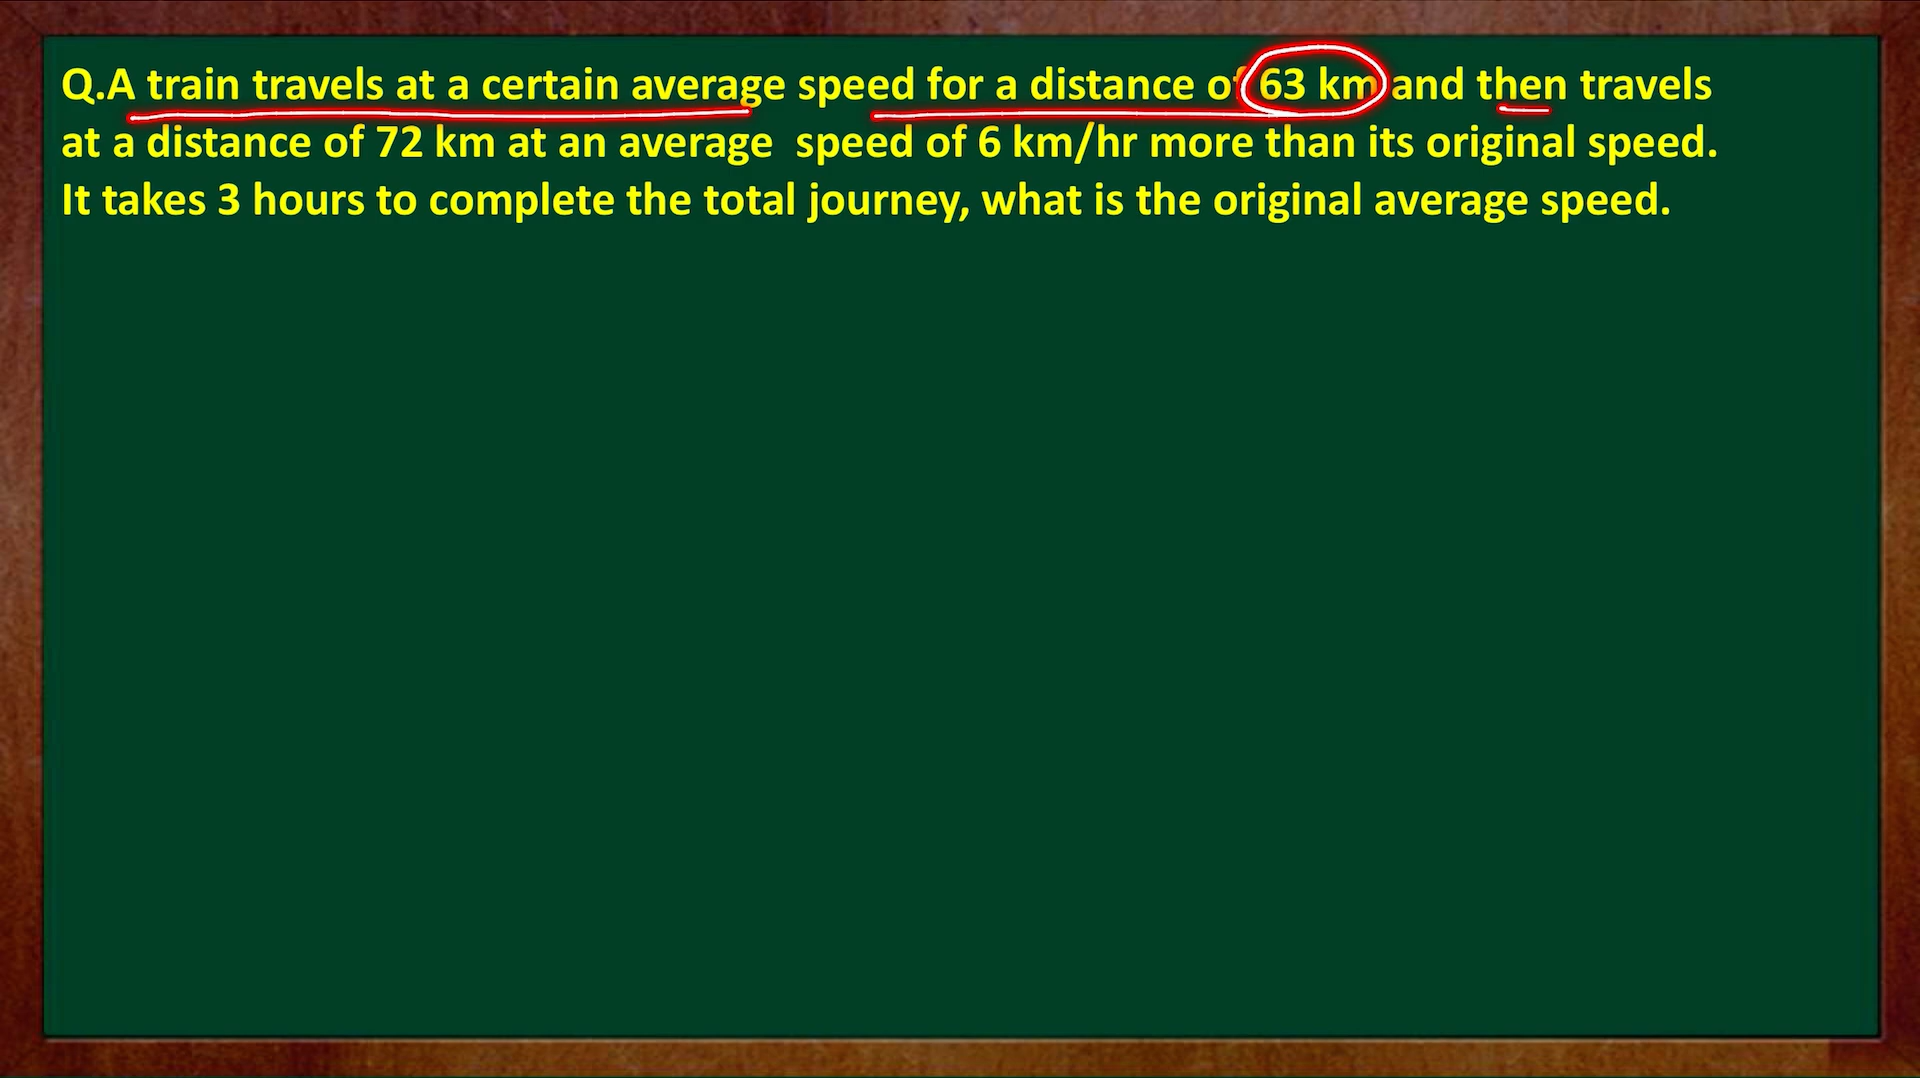 Q.A train travels at a certain average speed for a distance of 63 km and then travels
at a distance of 72 km at an average  speed of 6 km/hr more than its original speed.
It takes 3 hours to complete the total journey, what is the original average speed.